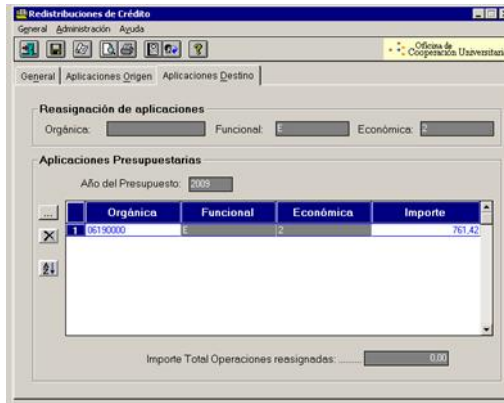 Redistribuciones de Crédito
General Administración Ayuda
Oficina de
Cooperación Universitaria
General Aplicaciones Origen Aplicaciones Destino
Reasignación de aplicaciones
Orgánica: Funcional: E Económica: 2
Aplicaciones Presupuestarias
Año del Presupuesto: 2009
Orgánica Funcional Económica Importe
1 06190000 E 2 761,42
Importe Total Operaciones reasignadas: ........ 0,00